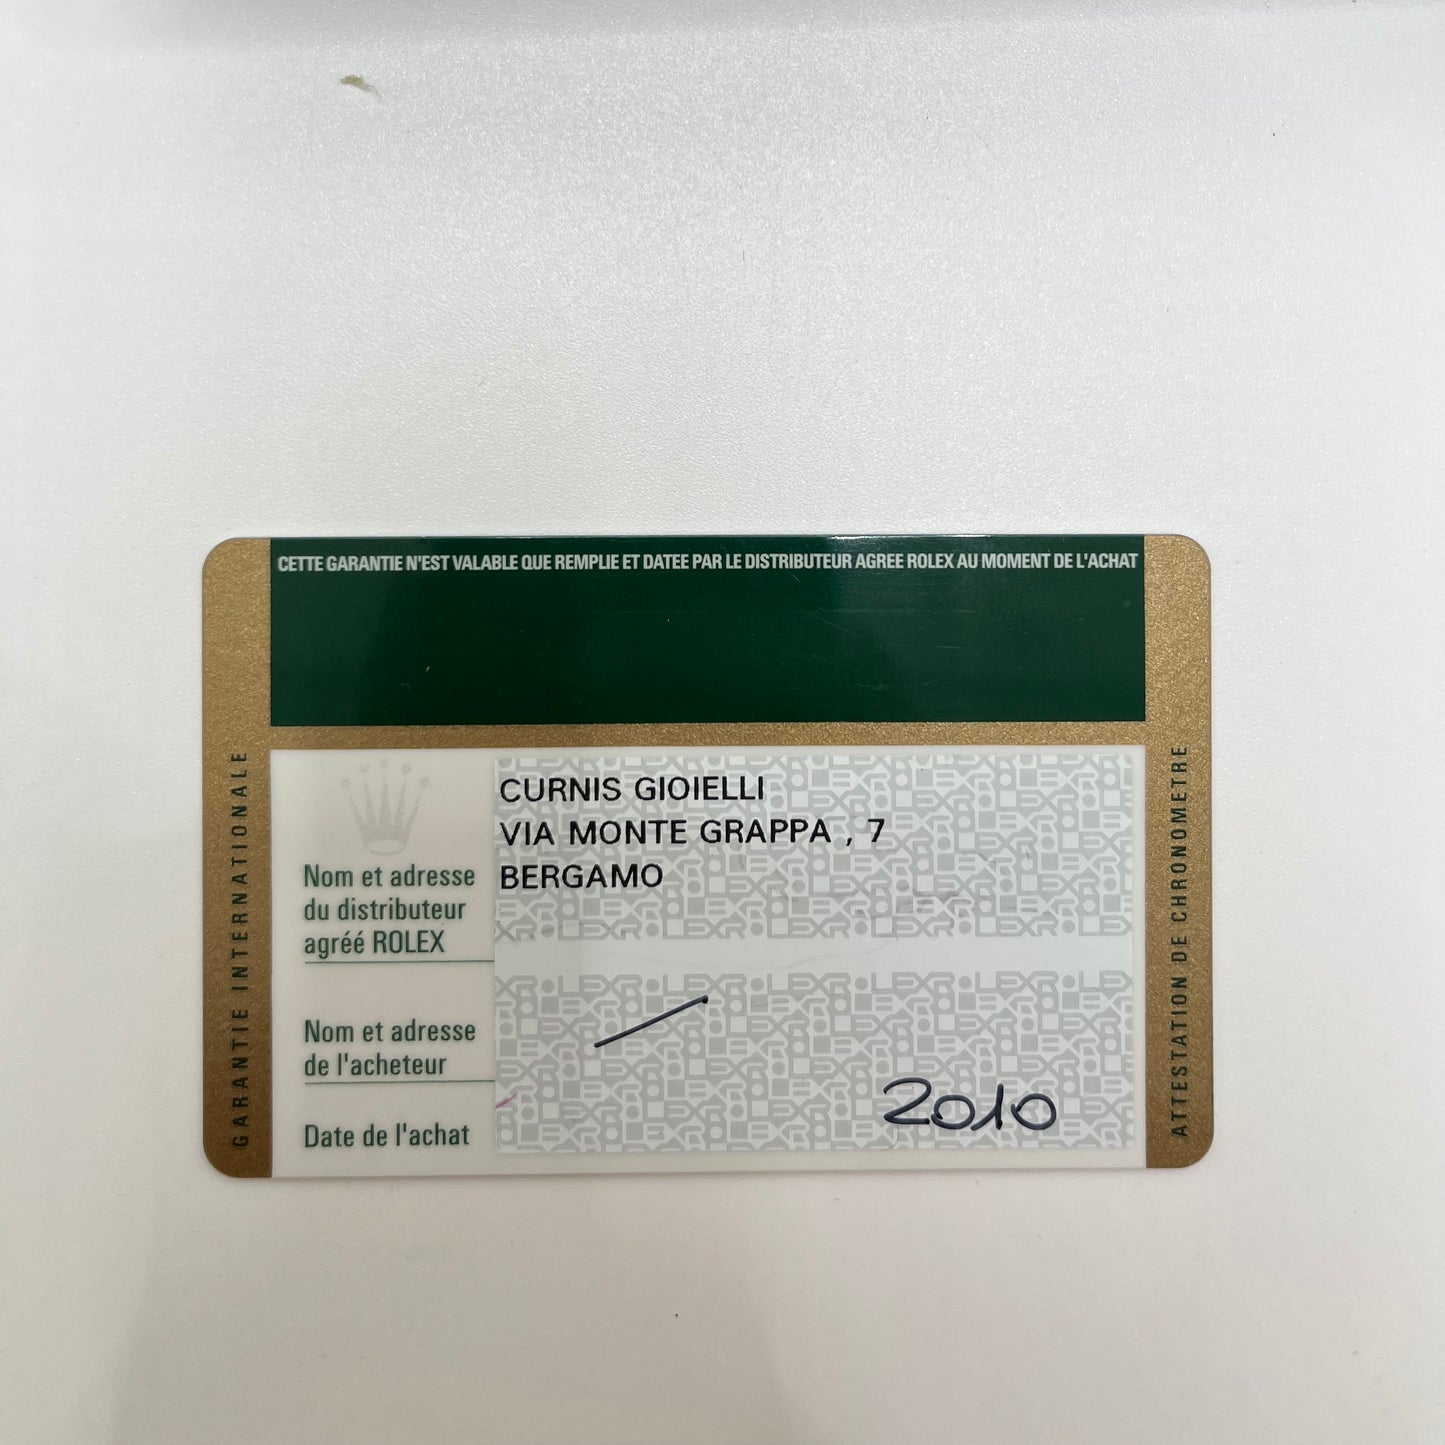 CETTE GARANTIE N'EST VALABLE QUE REMPLIE ET DATEE PAR LE DISTRIBUTEUR AGREE ROLEX AU MOMENT DE L'ACHAT
GARANTIE INTERNATIONALE
Nom et adresse
du distributeur
agréé ROLEX
CURNIS GIOIELLI
VIA MONTE GRAPPA , 7
BERGAMO
Nom et adresse
de l'acheteur
Date de l'achat
2010
ATTESTATION DE CHRONOMETRE